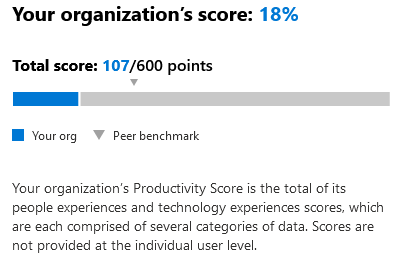 Your organization’s score: 18%
Total score: 107/600 points
Your org
Peer benchmark
Your organization’s Productivity Score is the total of its
people experiences and technology experiences scores, which
are each comprised of several categories of data. Scores are
not provided at the individual user level.